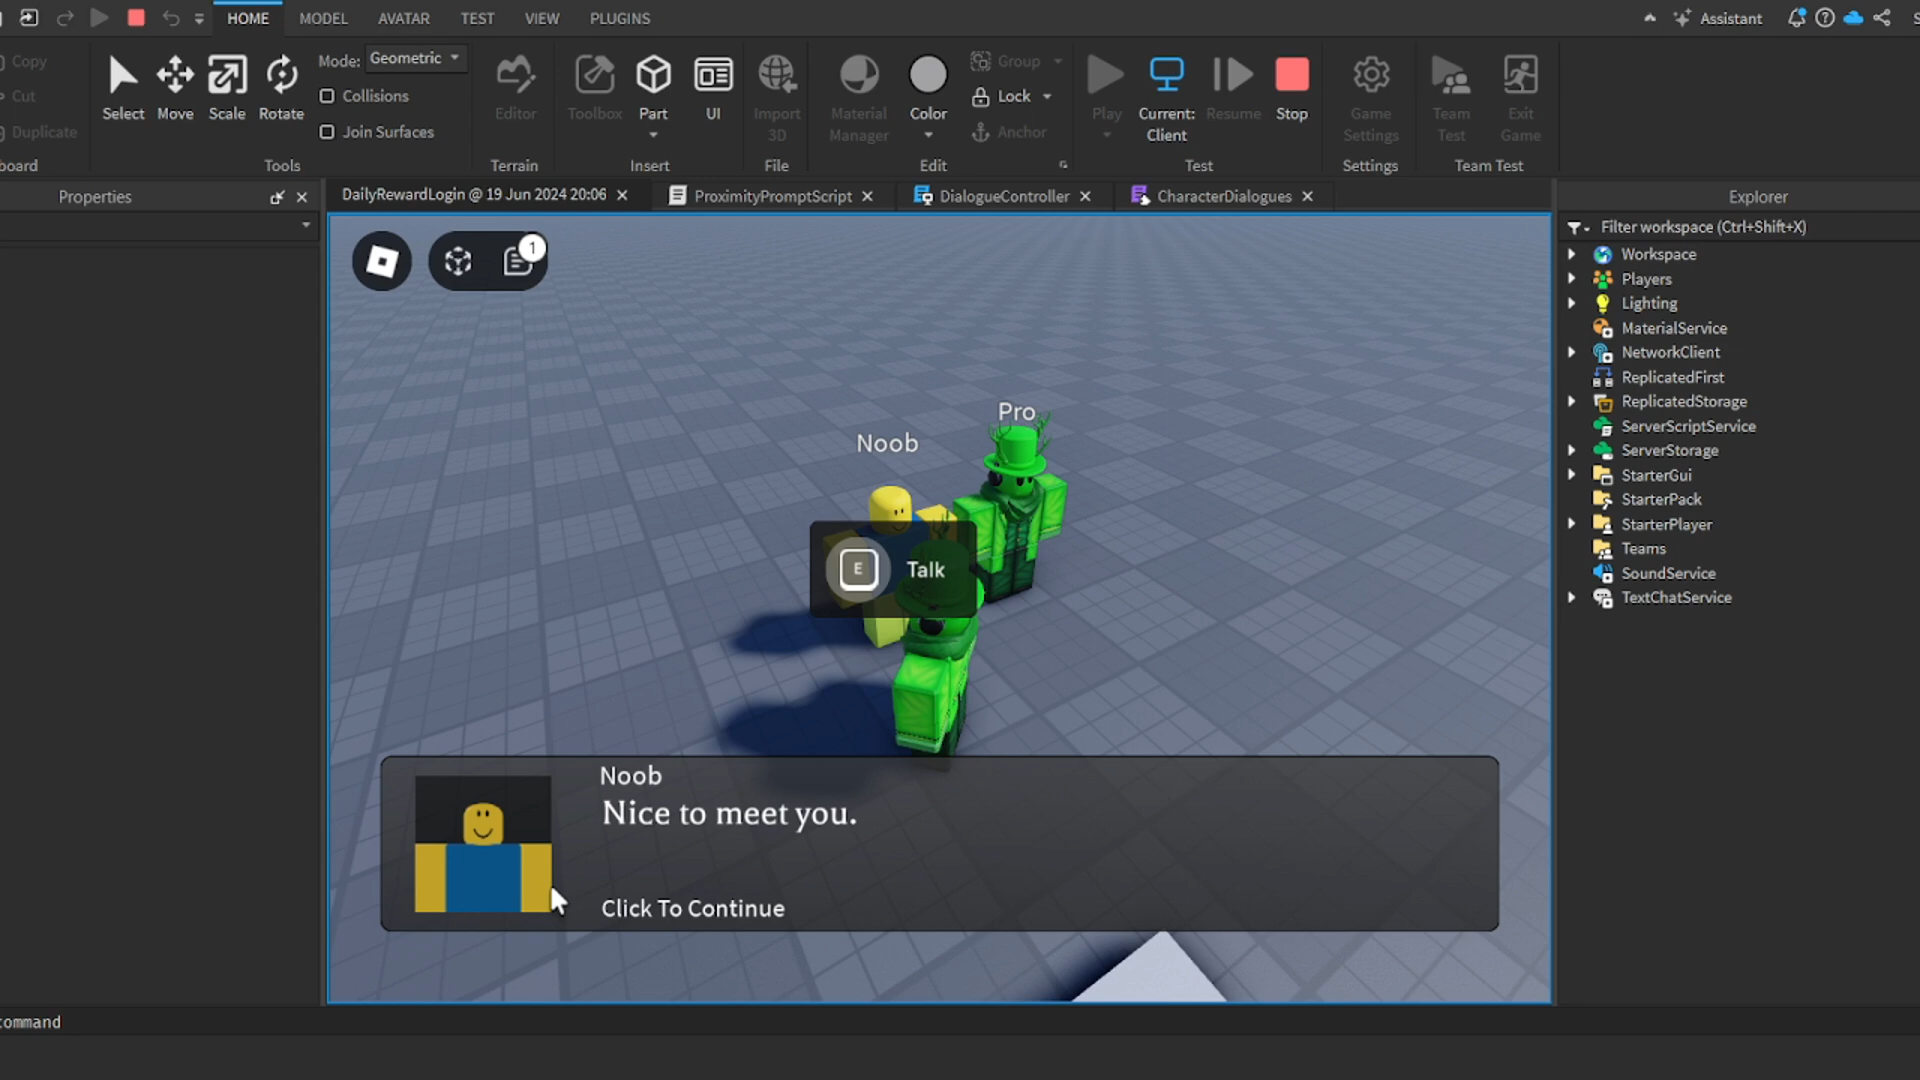 HOME MODEL AVATAR TEST VIEW PLUGINS Assistant
Copy
Cut
Duplicate
Select Move Scale Rotate
Mode: Geometric
Collisions
Join Surfaces
Tools
Editor
Terrain
Toolbox Part UI
Insert
Import
3D
File
Material
Manager
Color
Group
Lock
Anchor
Edit
Play
Current:
Client
Resume Stop
Test
Game
Settings
Settings
Team
Test
Exit
Game
Team Test
Properties
DailyRewardLogin @ 19 Jun 2024 20:06
ProximityPromptScript
DialogueController
CharacterDialogues
Explorer
Filter workspace (Ctrl+Shift+X)
Workspace
Players
Lighting
MaterialService
NetworkClient
ReplicatedFirst
ReplicatedStorage
ServerScriptService
ServerStorage
StarterGui
StarterPack
StarterPlayer
Teams
SoundService
TextChatService
1
Pro
Noob
E Talk
Noob
Nice to meet you.
Click To Continue
command